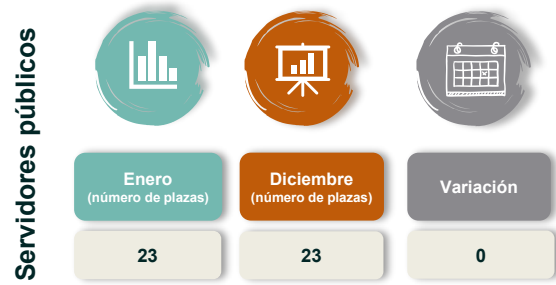 Servidores públicos
Enero
(número de plazas)
Diciembre
(número de plazas)
Variación
23
23
0